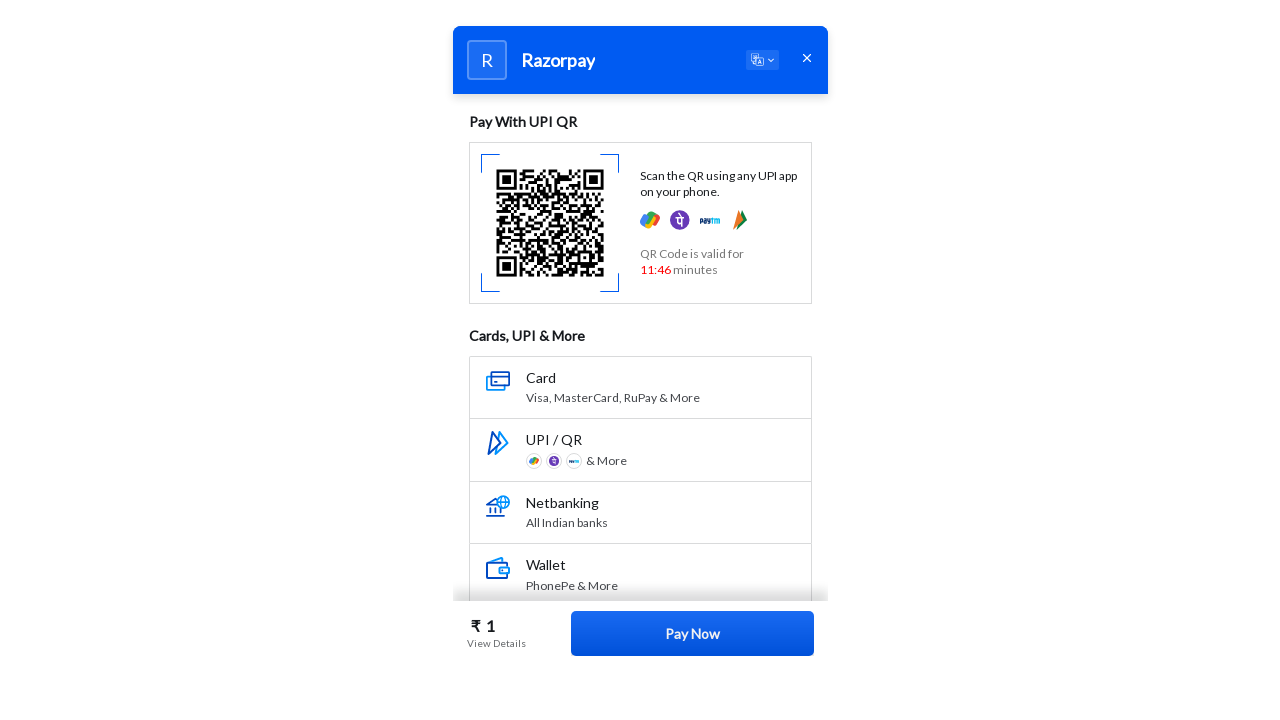 R
Razorpay
Pay With UPI QR
Scan the QR using any UPI app
on your phone.
पे
paytm
QR Code is valid for
11:46 minutes
Cards, UPI & More
Card
Visa, MasterCard, RuPay & More
UPI / QR
& More
Netbanking
All Indian banks
Wallet
PhonePe & More
₹ 1
View Details
Pay Now